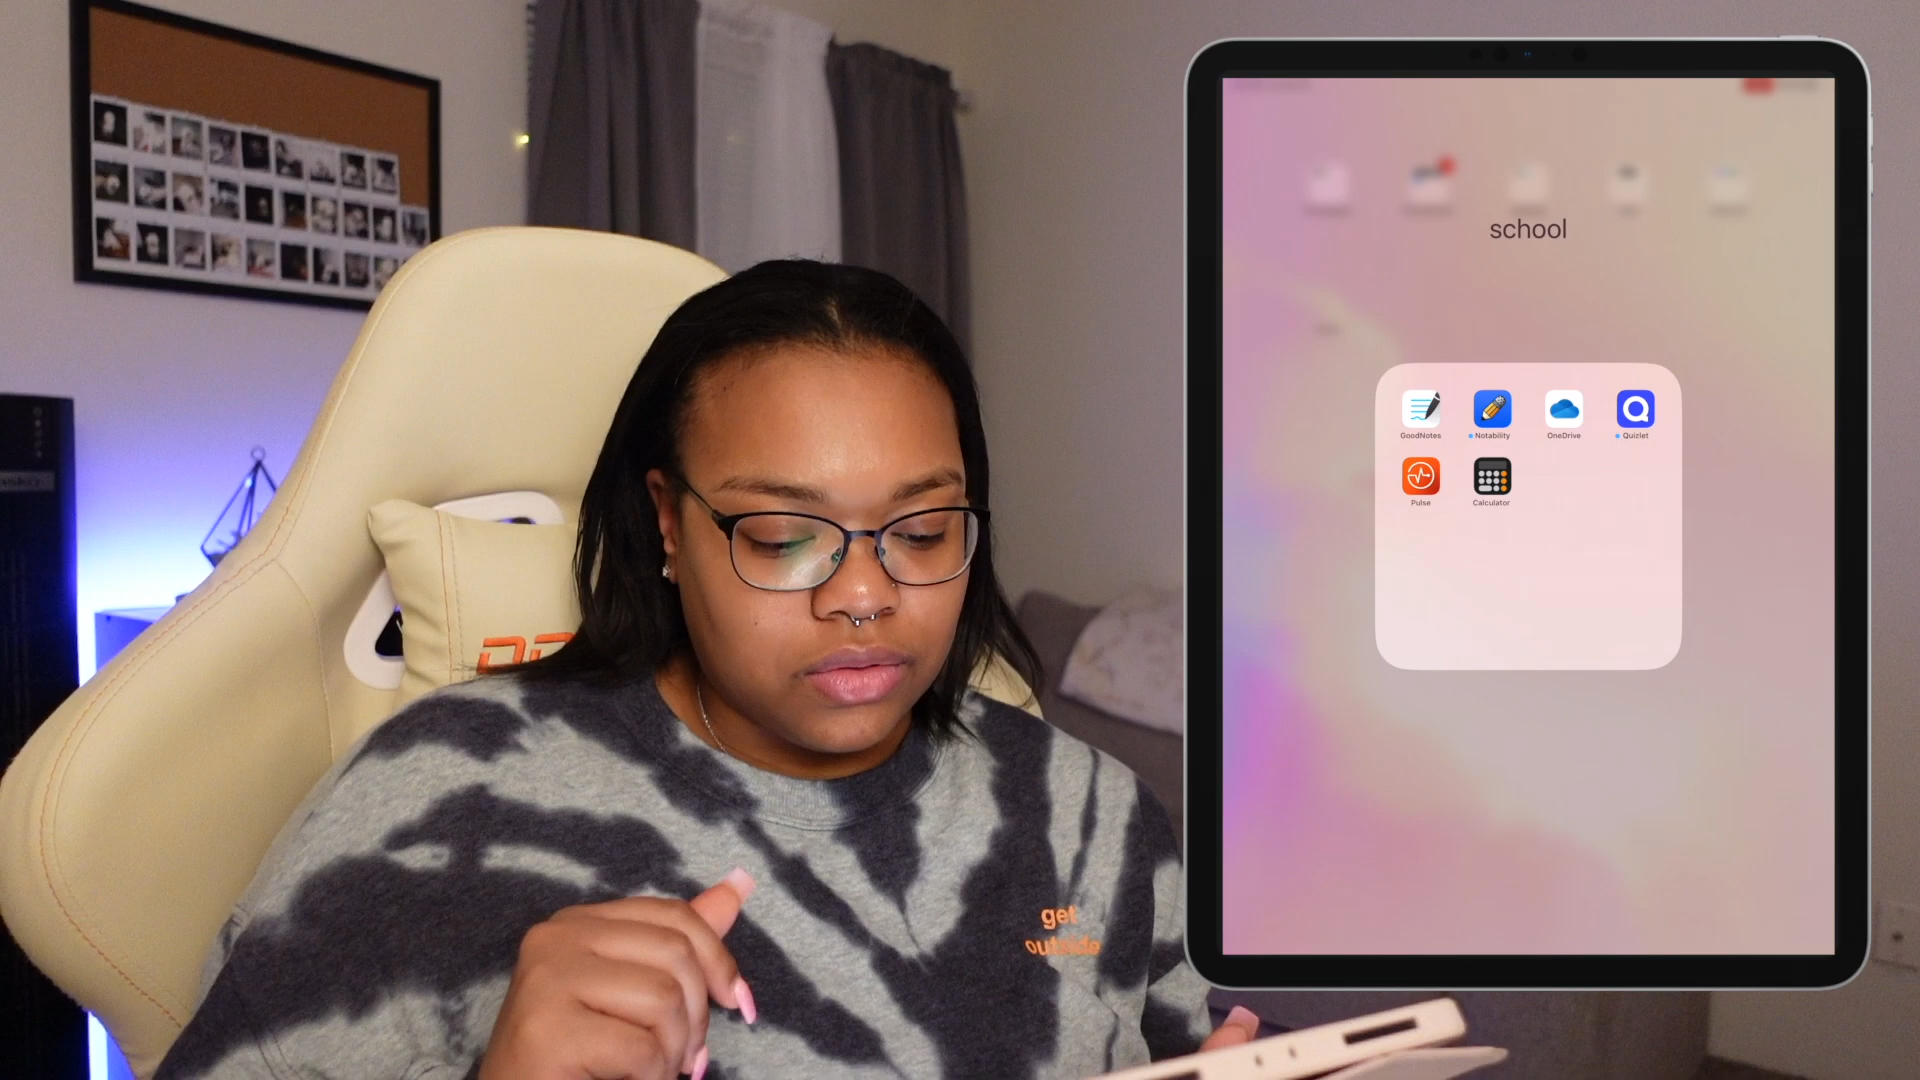 school
GoodNotes
Notability
OneDrive
Quizlet
Pulse
Calculator
get
outside